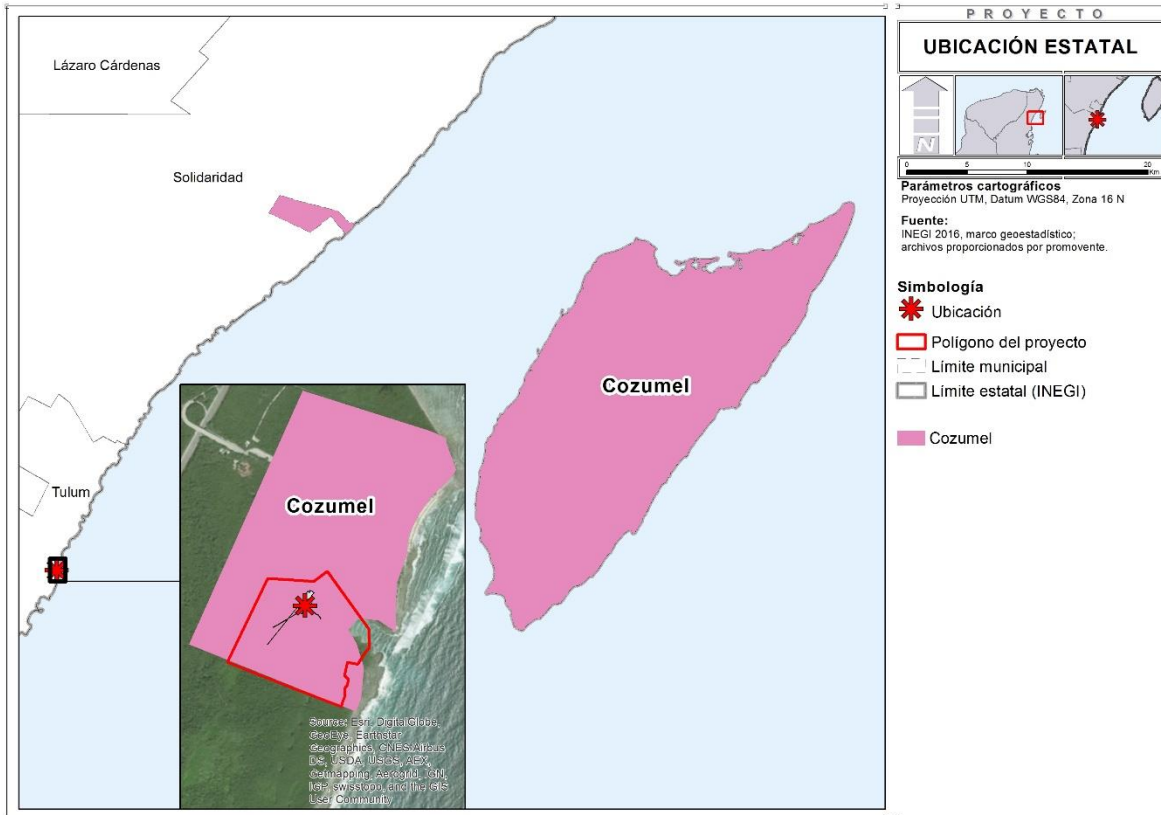 PROYECTO
UBICACIÓN ESTATAL
N
0 5 10 20
Km
Parámetros cartográficos
Proyección UTM, Datum WGS84, Zona 16 N
Fuente:
INEGI 2016, marco geoestadístico;
archivos proporcionados por promovente.
Simbología
Ubicación
Polígono del proyecto
Límite municipal
Límite estatal (INEGI)
Cozumel
Lázaro Cárdenas
Solidaridad
Cozumel
Tulum
Cozumel
Source: Esri, DigitalGlobe,
GeoEye, Earthstar
Geographics, CNES/Airbus
DS, USDA, USGS, AEX,
Getmapping, Aerogrid, IGN,
IGP, swisstopo, and the GIS
User Community